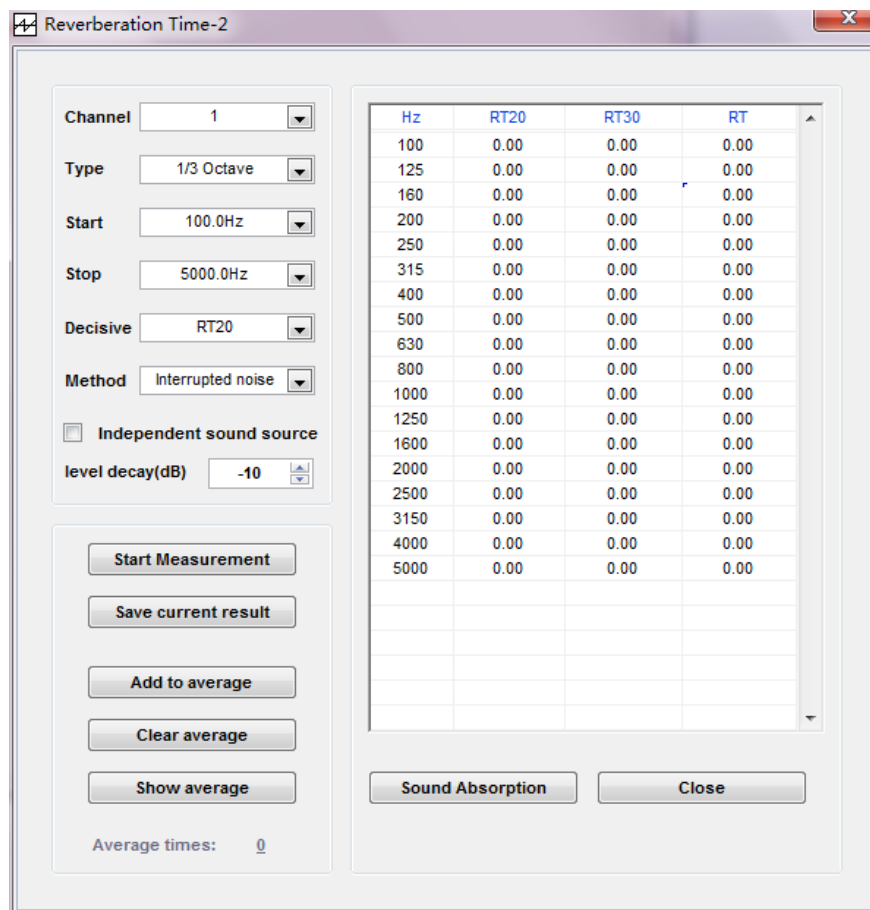 Reverberation Time-2
Channel 1
Type 1/3 Octave
Start 100.0Hz
Stop 5000.0Hz
Decisive RT20
Method Interrupted noise
Independent sound source
level decay(dB) -10
Start Measurement
Save current result
Add to average
Clear average
Show average
Average times: 0
Hz RT20 RT30 RT
100 0.00 0.00 0.00
125 0.00 0.00 0.00
160 0.00 0.00 0.00
200 0.00 0.00 0.00
250 0.00 0.00 0.00
315 0.00 0.00 0.00
400 0.00 0.00 0.00
500 0.00 0.00 0.00
630 0.00 0.00 0.00
800 0.00 0.00 0.00
1000 0.00 0.00 0.00
1250 0.00 0.00 0.00
1600 0.00 0.00 0.00
2000 0.00 0.00 0.00
2500 0.00 0.00 0.00
3150 0.00 0.00 0.00
4000 0.00 0.00 0.00
5000 0.00 0.00 0.00
Sound Absorption Close